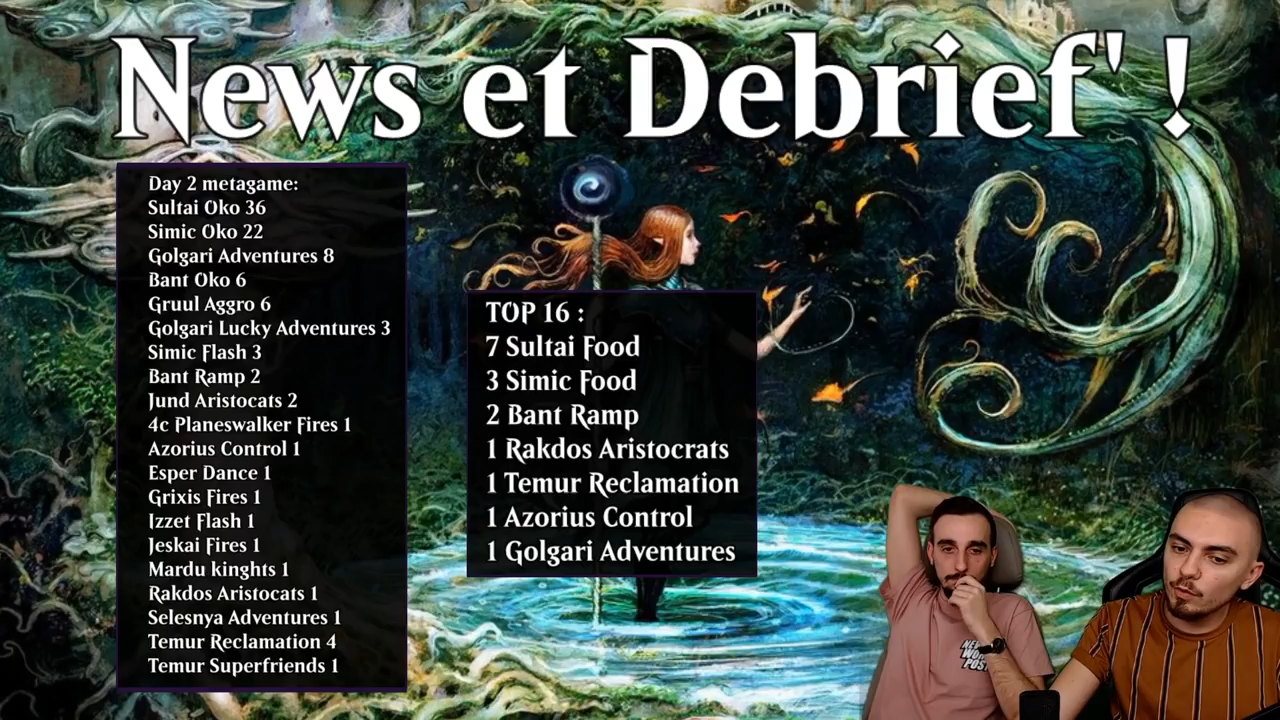 News et Debrief' !
Day 2 metagame:
Sultai Oko 36
Simic Oko 22
Golgari Adventures 8
Bant Oko 6
Gruul Aggro 6
Golgari Lucky Adventures 3
Simic Flash 3
Bant Ramp 2
Jund Aristocats 2
4c Planeswalker Fires 1
Azorius Control 1
Esper Dance 1
Grixis Fires 1
Izzet Flash 1
Jeskai Fires 1
Mardu kinghts 1
Rakdos Aristocats 1
Selesnya Adventures 1
Temur Reclamation 4
Temur Superfriends 1
TOP 16 :
7 Sultai Food
3 Simic Food
2 Bant Ramp
1 Rakdos Aristocrats
1 Temur Reclamation
1 Azorius Control
1 Golgari Adventures